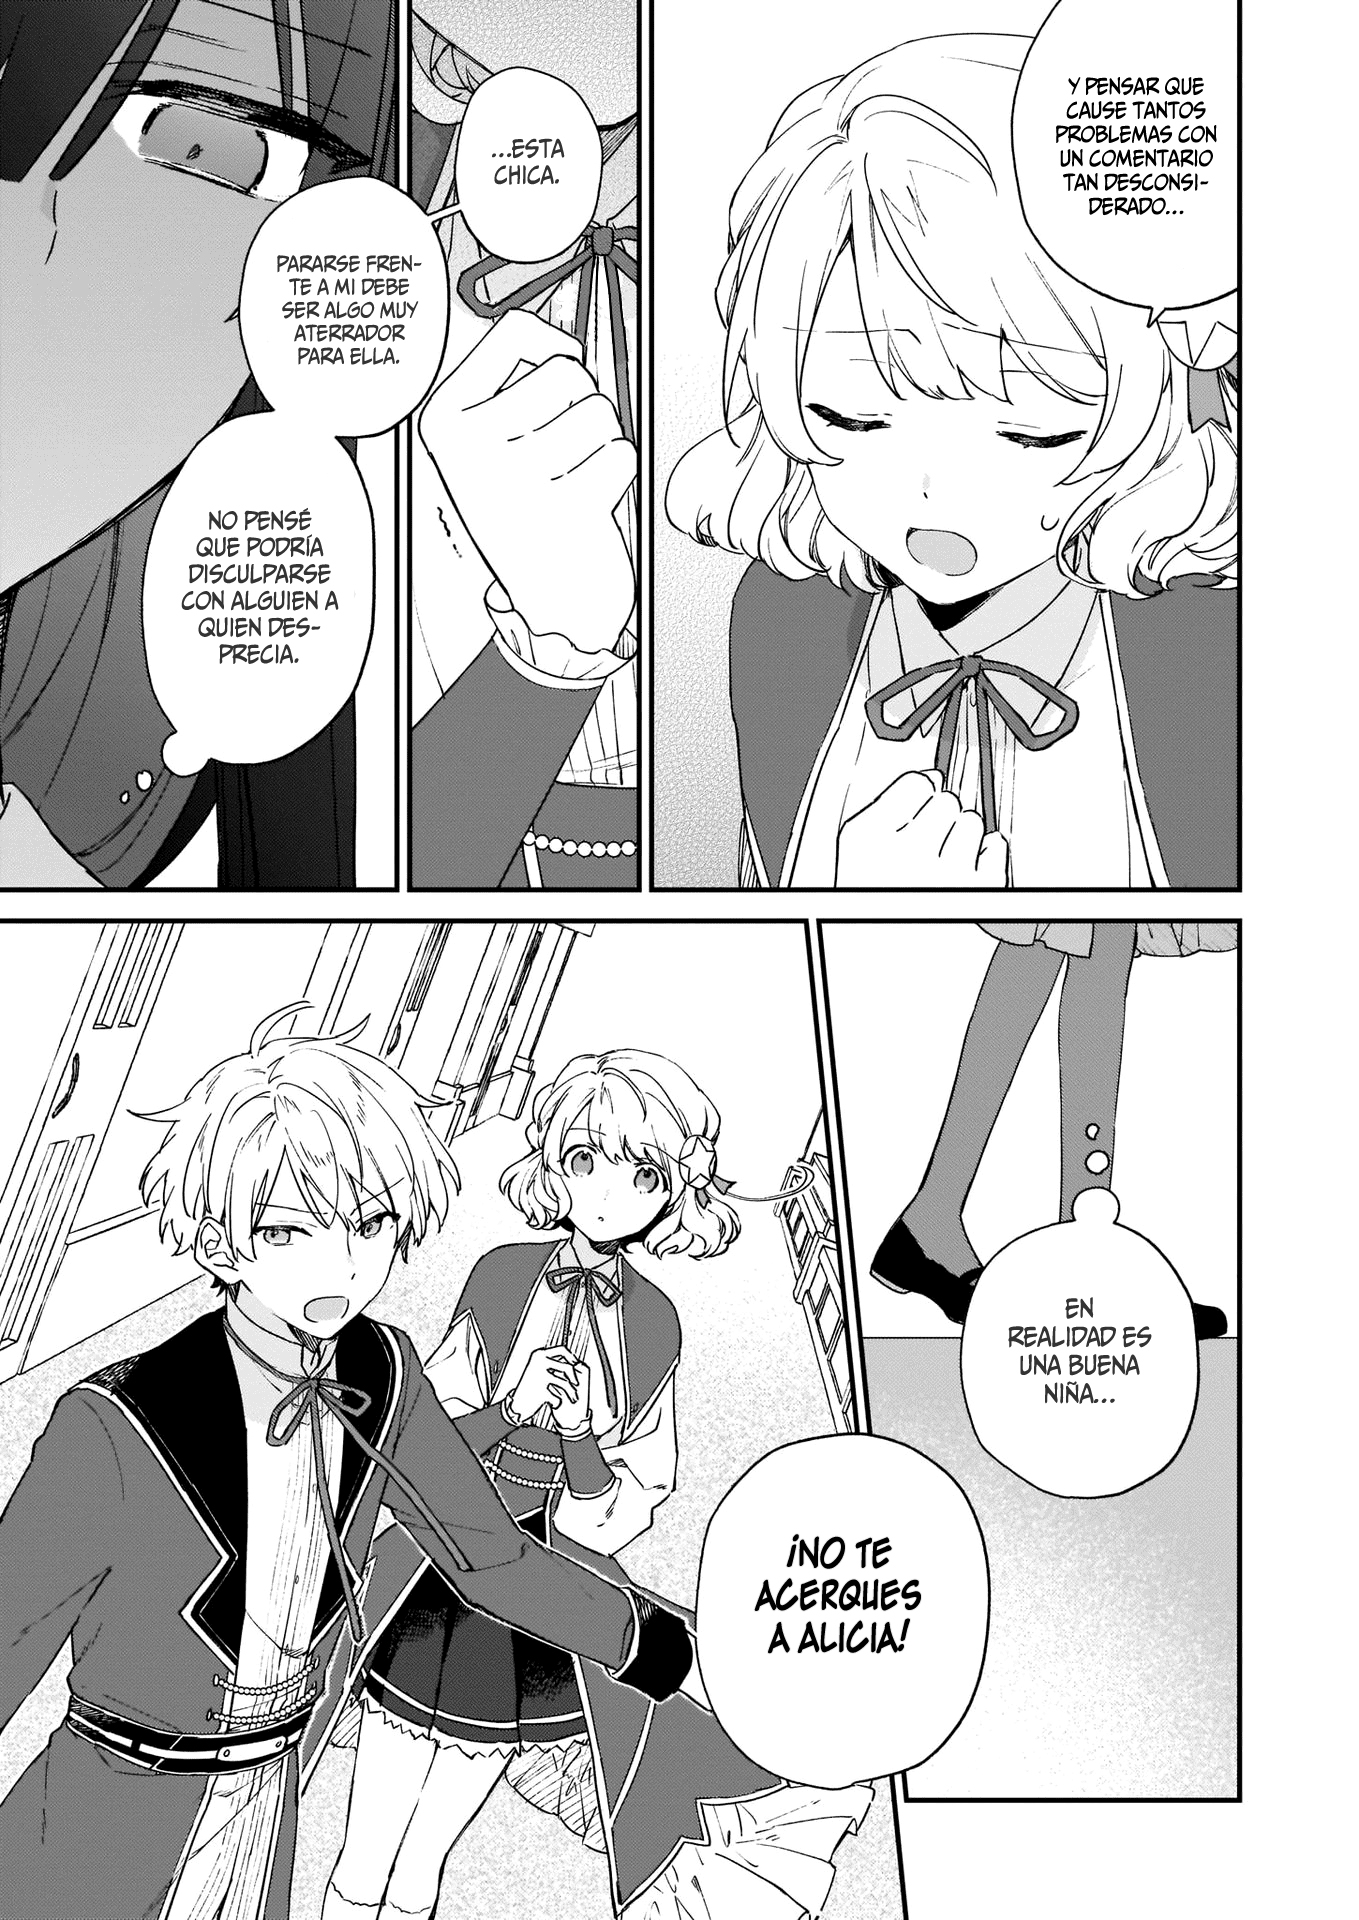 Y PENSAR QUE
CAUSE TANTOS
PROBLEMAS CON
UN COMENTARIO
TAN DESCONSI-
DERADO...
...ESTA
CHICA.
PARARSE FREN-
TE A MI DEBE
SER ALGO MUY
ATERRADOR
PARA ELLA.
NO PENSÉ
QUE PODRÍA
DISCULPARSE
CON ALGUIEN A
QUIEN DES-
PRECIA.
EN
REALIDAD ES
UNA BUENA
NIÑA...
¡NO TE
ACERQUES
A ALICIA!